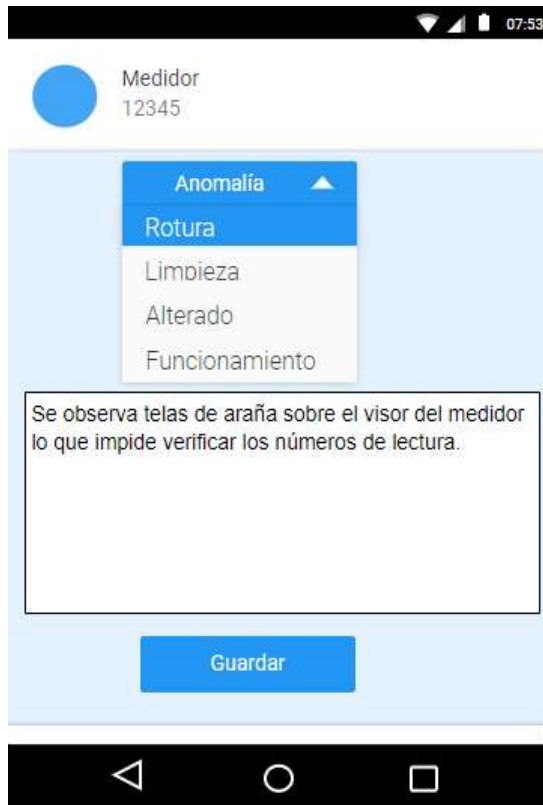 07:53
Medidor
12345
Anomalía
Rotura
Limpieza
Alterado
Funcionamiento
Se observa telas de araña sobre el visor del medidor
lo que impide verificar los números de lectura.
Guardar